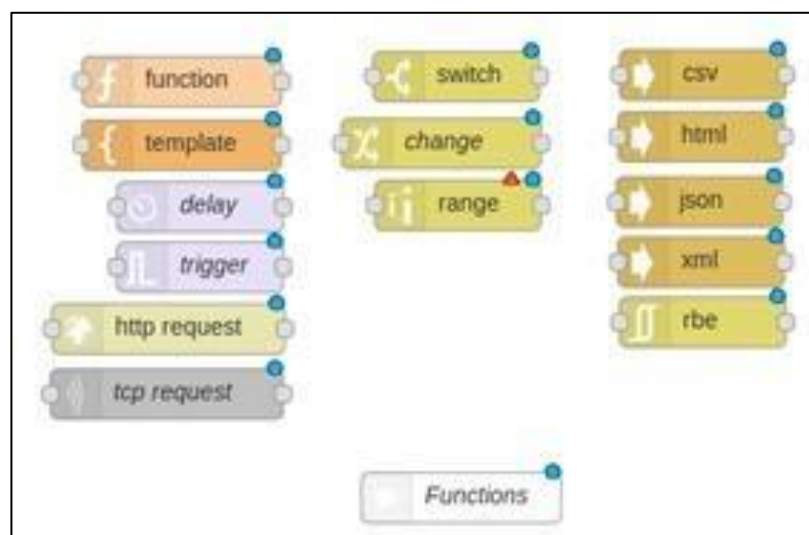 function
template
delay
trigger
http request
tcp request
switch
change
range
csv
html
json
xml
rbe
Functions